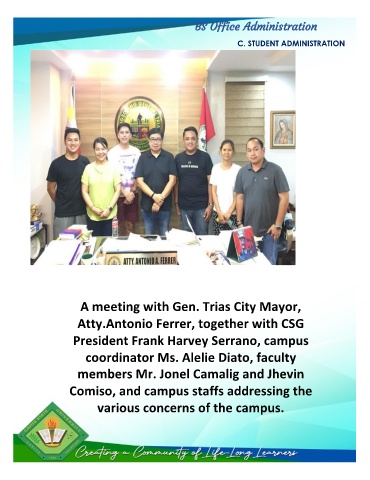 BS Office Administration
C. STUDENT ADMINISTRATION
ATTY. ANTONIO A. FERRER
A meeting with Gen. Trias City Mayor,
Atty.Antonio Ferrer, together with CSG
President Frank Harvey Serrano, campus
coordinator Ms. Alelie Diato, faculty
members Mr. Jonel Camalig and Jhevin
Comiso, and campus staffs addressing the
various concerns of the campus.
Creating a Community of Life-Long Learners